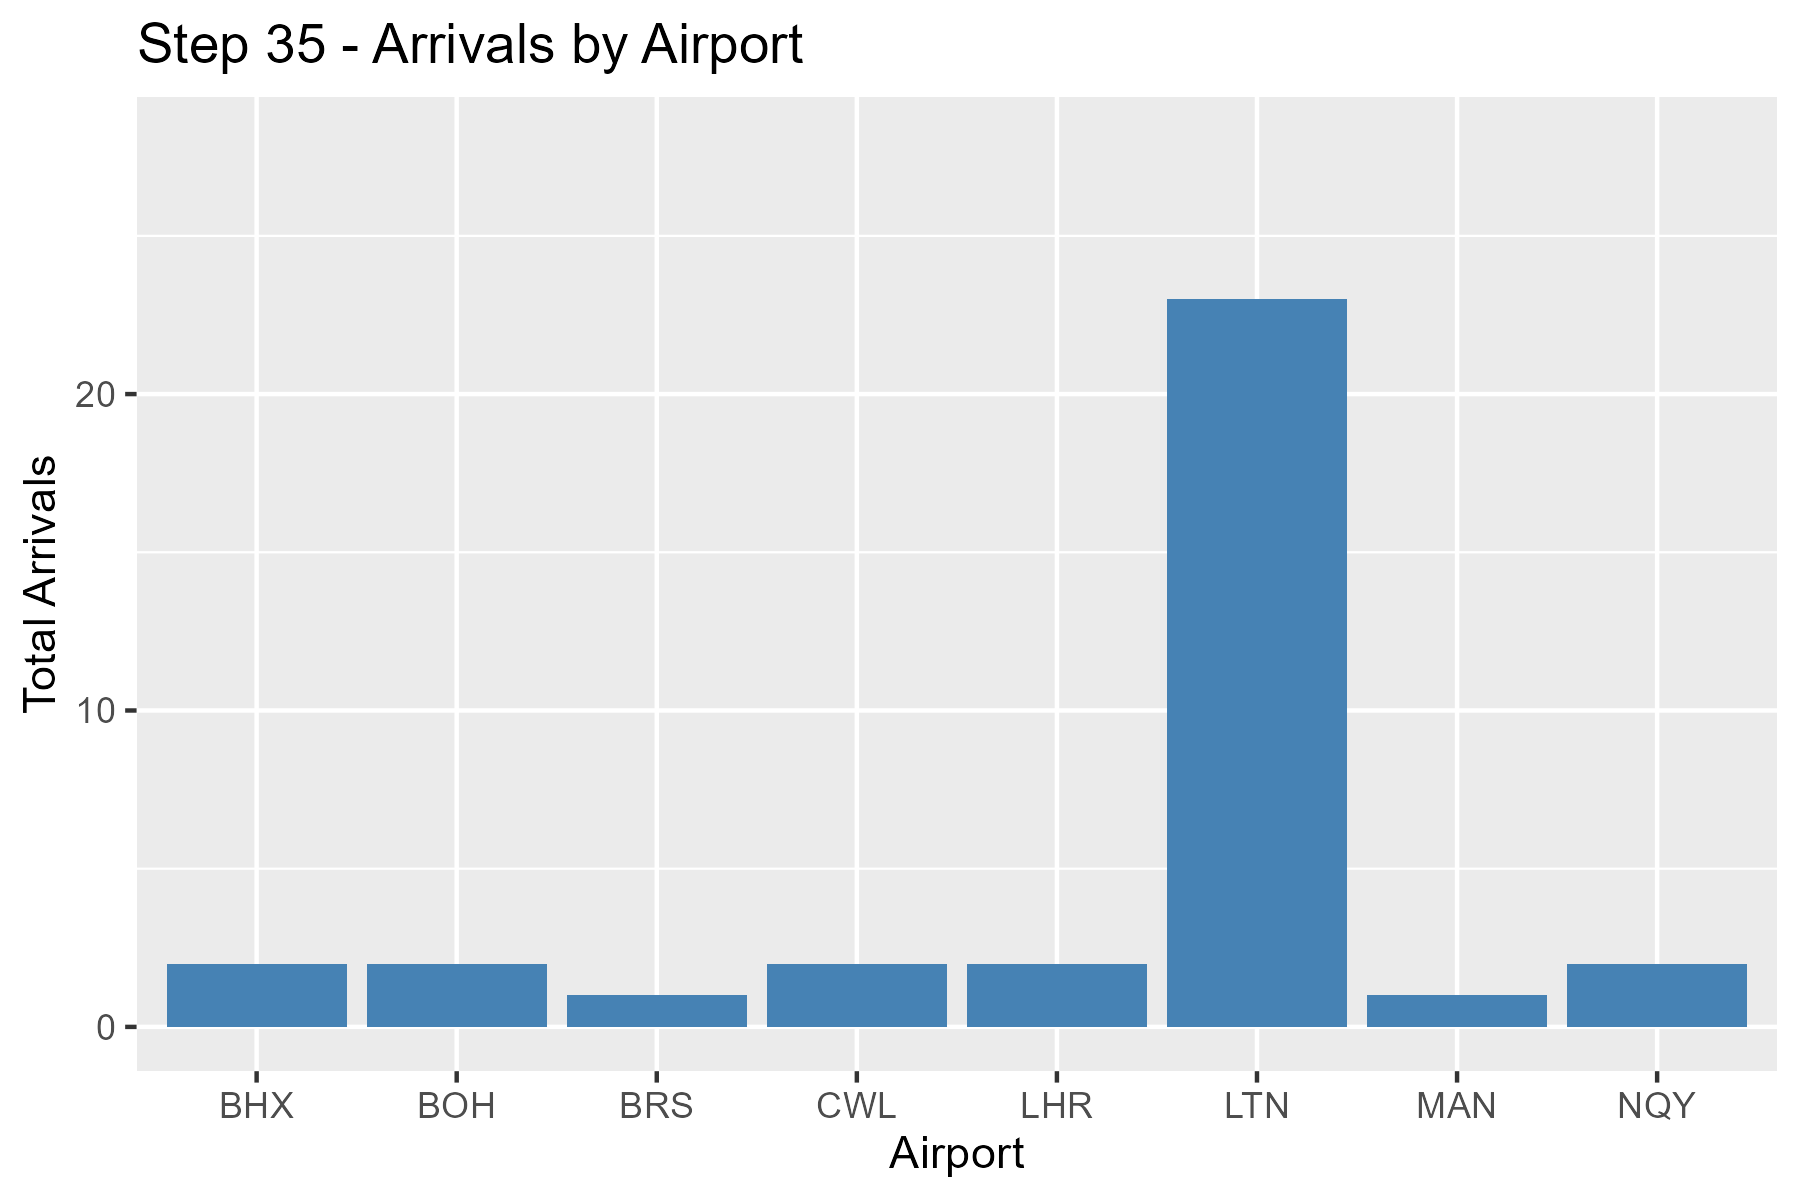 Step 35 - Arrivals by Airport
Total Arrivals
20
10
0
BHX BOH BRS CWL LHR LTN MAN NQY
Airport